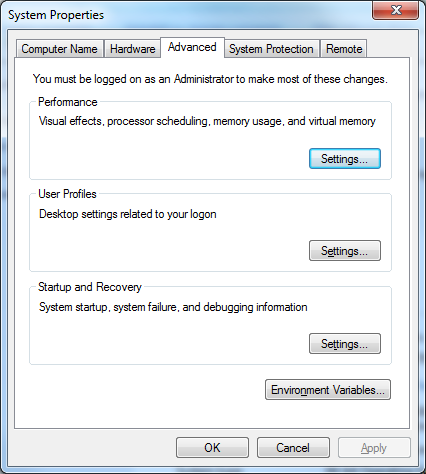 System Properties
Computer Name Hardware Advanced System Protection Remote
You must be logged on as an Administrator to make most of these changes.
Performance
Visual effects, processor scheduling, memory usage, and virtual memory
Settings...
User Profiles
Desktop settings related to your logon
Settings...
Startup and Recovery
System startup, system failure, and debugging information
Settings...
Environment Variables...
OK Cancel Apply